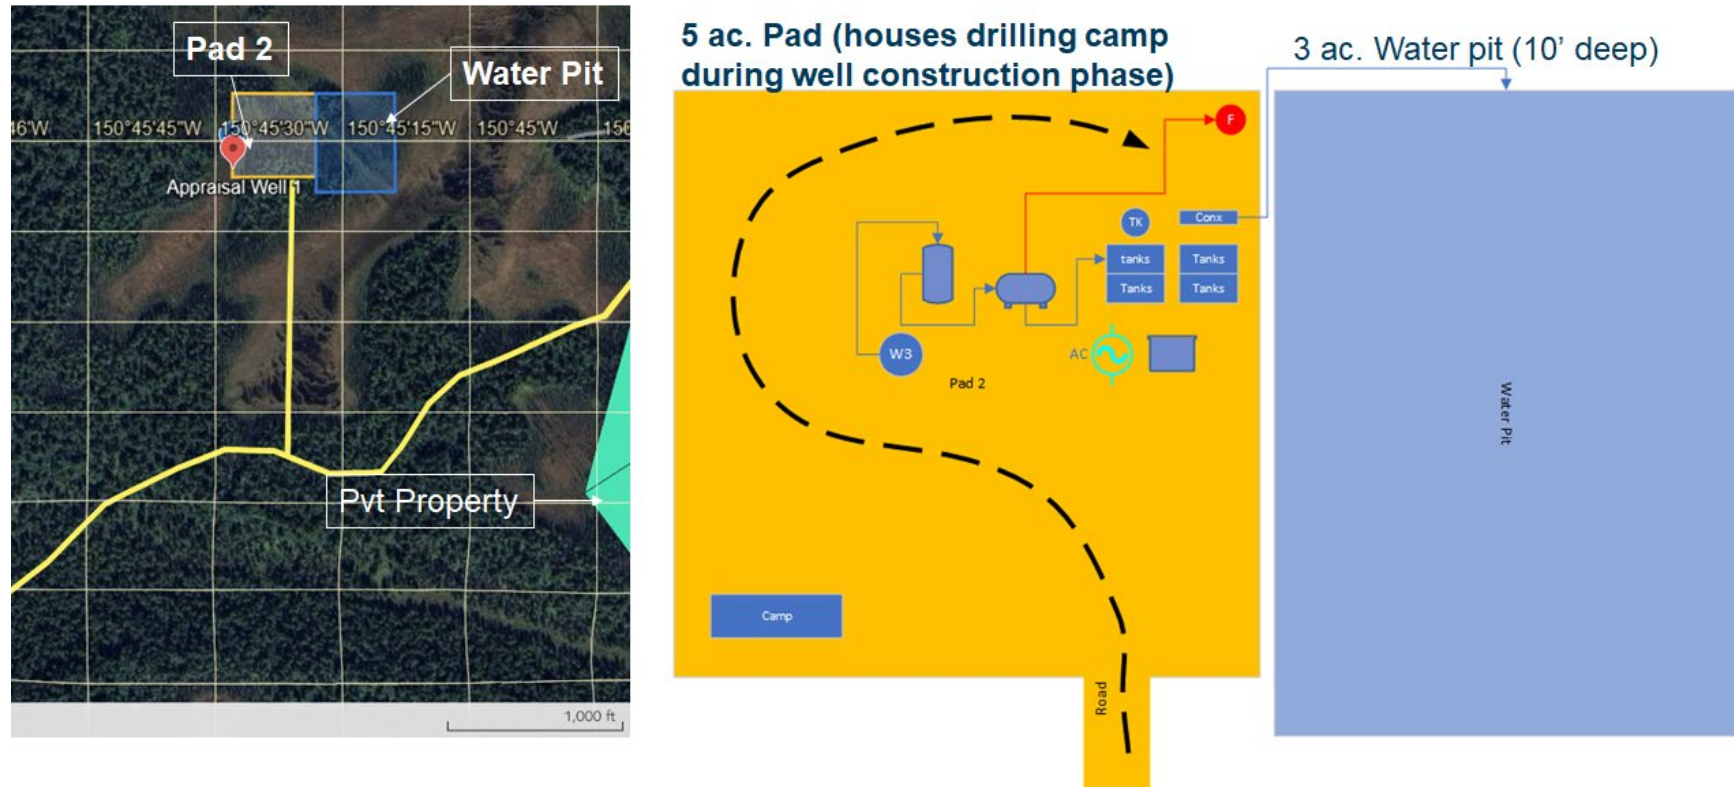 Pad 2
Water Pit
46'W 150°45'45"W 150°45'30"W 150°45'15"W 150°45'W
Appraisal Well 1
Pvt Property
1,000 ft
5 ac. Pad (houses drilling camp
during well construction phase)
3 ac. Water pit (10’ deep)
F
TK
Conx
tanks
Tanks
Tanks
Tanks
W3
AC
Pad 2
Water Pit
Camp
Road